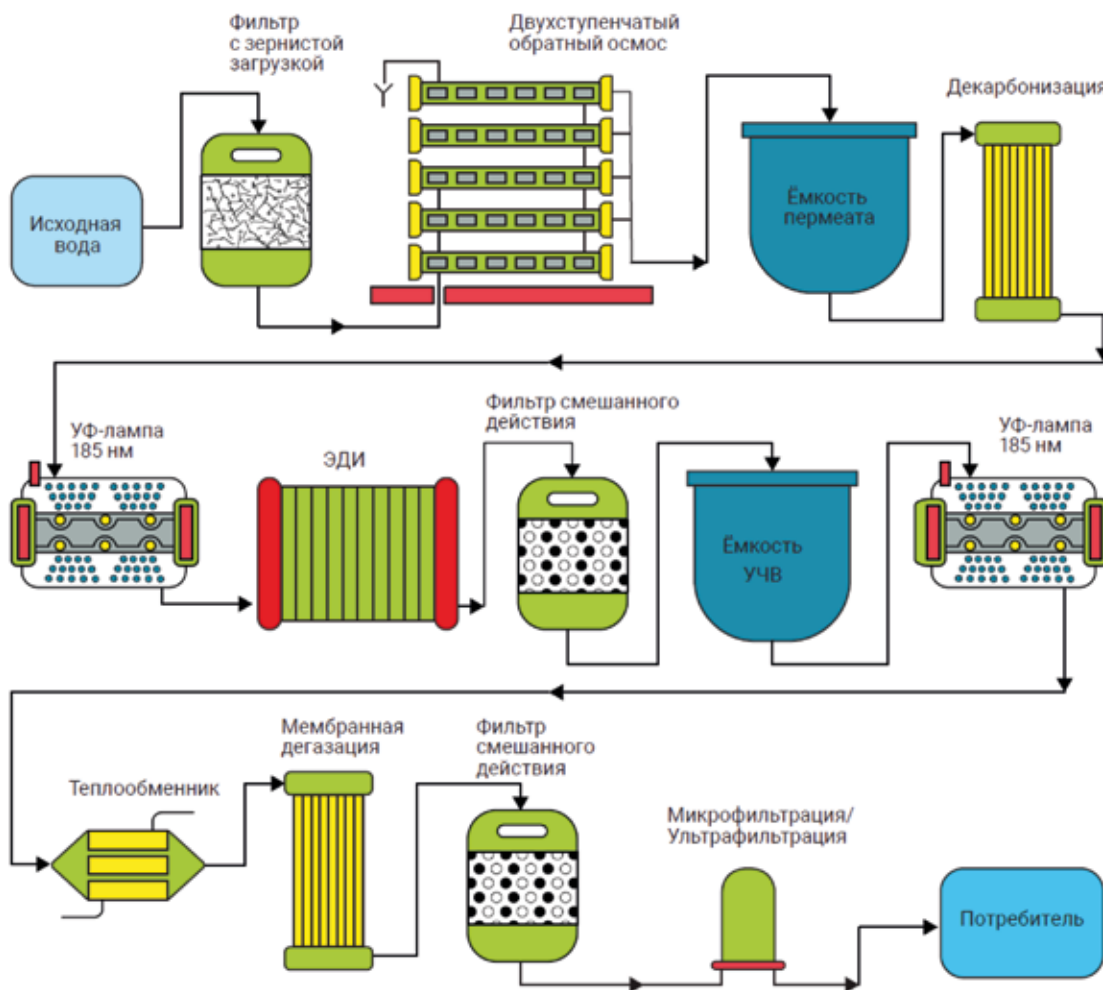 Фильтр
с зернистой
загрузкой
Двухступенчатый
обратный осмос
Декарбонизация
Исходная
вода
Ёмкость
пермеата
УФ-лампа
185 нм
ЭДИ
Фильтр смешанного
действия
Ёмкость
УЧВ
УФ-лампа
185 нм
Теплообменник
Мембранная
дегазация
Фильтр
смешанного
действия
Микрофильтрация/
Ультрафильтрация
Потребитель